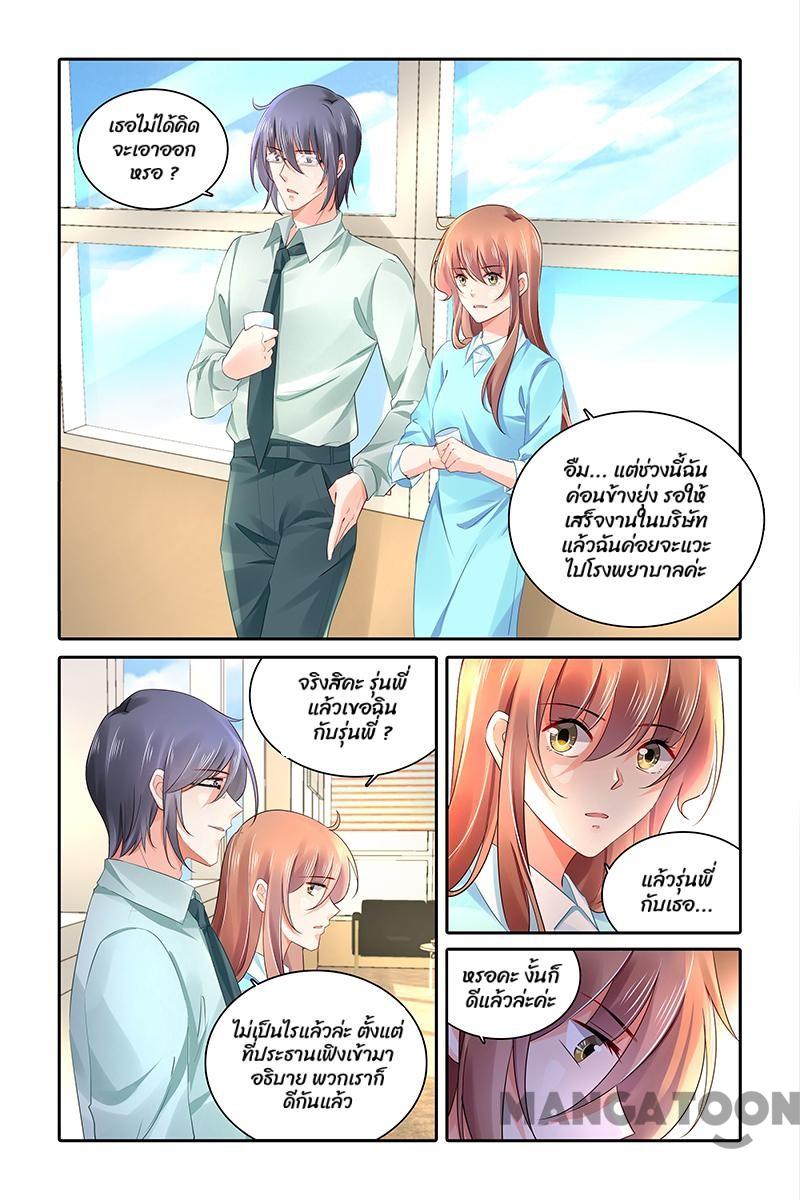 เธอไม่ได้คิด
จะเอาออก
หรอ ?
อืม... แต่ช่วงนี้ฉัน
ค่อนข้างยุ่ง รอให้
เสร็จงานในบริษัท
แล้วฉันค่อยจะแวะ
ไปโรงพยาบาลค่ะ
จริงสิคะ รุ่นพี่
แล้วเขอฉิน
กับรุ่นพี่ ?
ไม่เป็นไรแล้วล่ะ ตั้งแต่
ที่ประธานเฟิงเข้ามา
อธิบาย พวกเราก็
ดีกันแล้ว
แล้วรุ่นพี่
กับเธอ...
หรอคะ งั้นก็
ดีแล้วล่ะค่ะ
MANGATOON